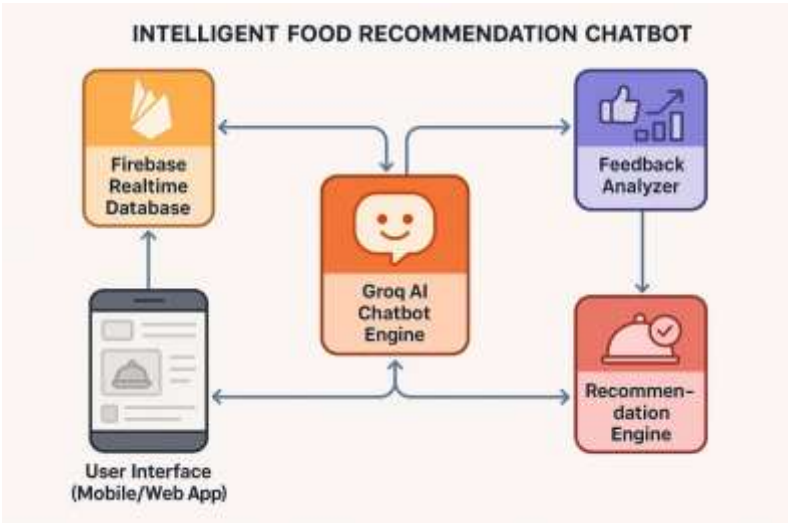 INTELLIGENT FOOD RECOMMENDATION CHATBOT
Firebase
Realtime
Database
Feedback
Analyzer
Groq AI
Chatbot
Engine
Recommen-
dation
Engine
User Interface
(Mobile/Web App)